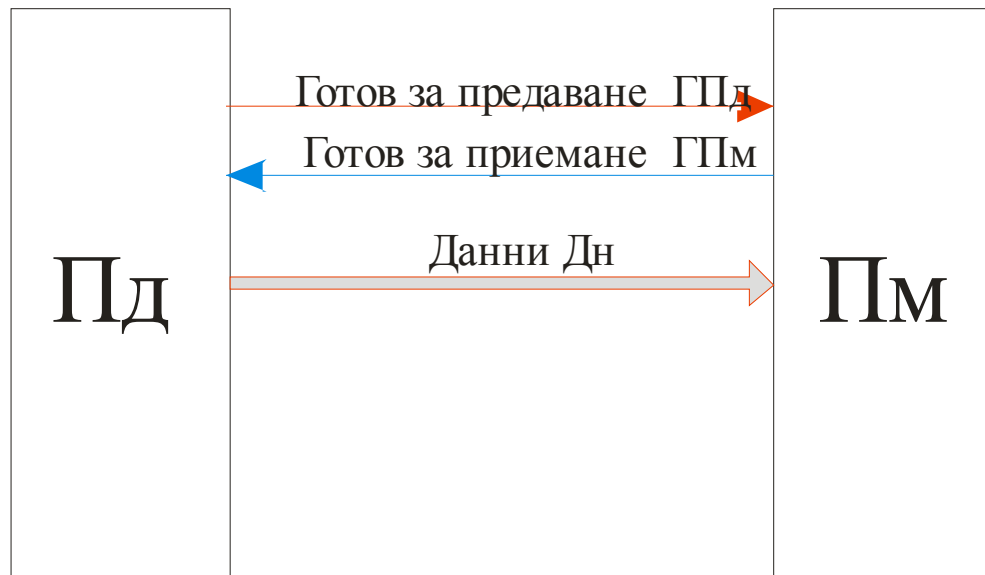 Готов за предаване ГПд
Готов за приемане ГПм
Данни Дн
Пд
Пм